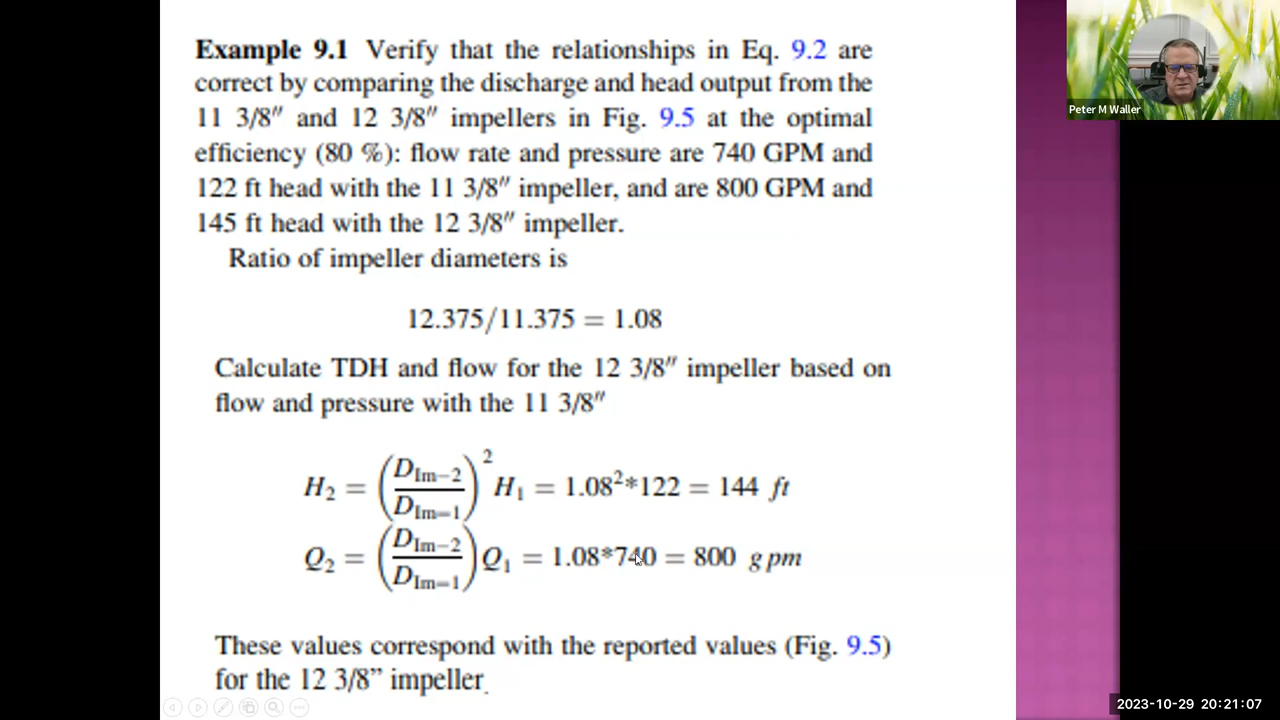 Example 9.1 Verify that the relationships in Eq. 9.2 are
correct by comparing the discharge and head output from the
11 3/8″ and 12 3/8″ impellers in Fig. 9.5 at the optimal
efficiency (80 %): flow rate and pressure are 740 GPM and
122 ft head with the 11 3/8″ impeller, and are 800 GPM and
145 ft head with the 12 3/8″ impeller.
Ratio of impeller diameters is
12.375/11.375 = 1.08
Calculate TDH and flow for the 12 3/8″ impeller based on
flow and pressure with the 11 3/8″
H₂ = (D_Im−2 / D_Im−1)² H₁ = 1.08²*122 = 144 ft
Q₂ = (D_Im−2 / D_Im−1) Q₁ = 1.08*740 = 800 gpm
These values correspond with the reported values (Fig. 9.5)
for the 12 3/8” impeller.
Peter M Waller
2023-10-29 20:21:07